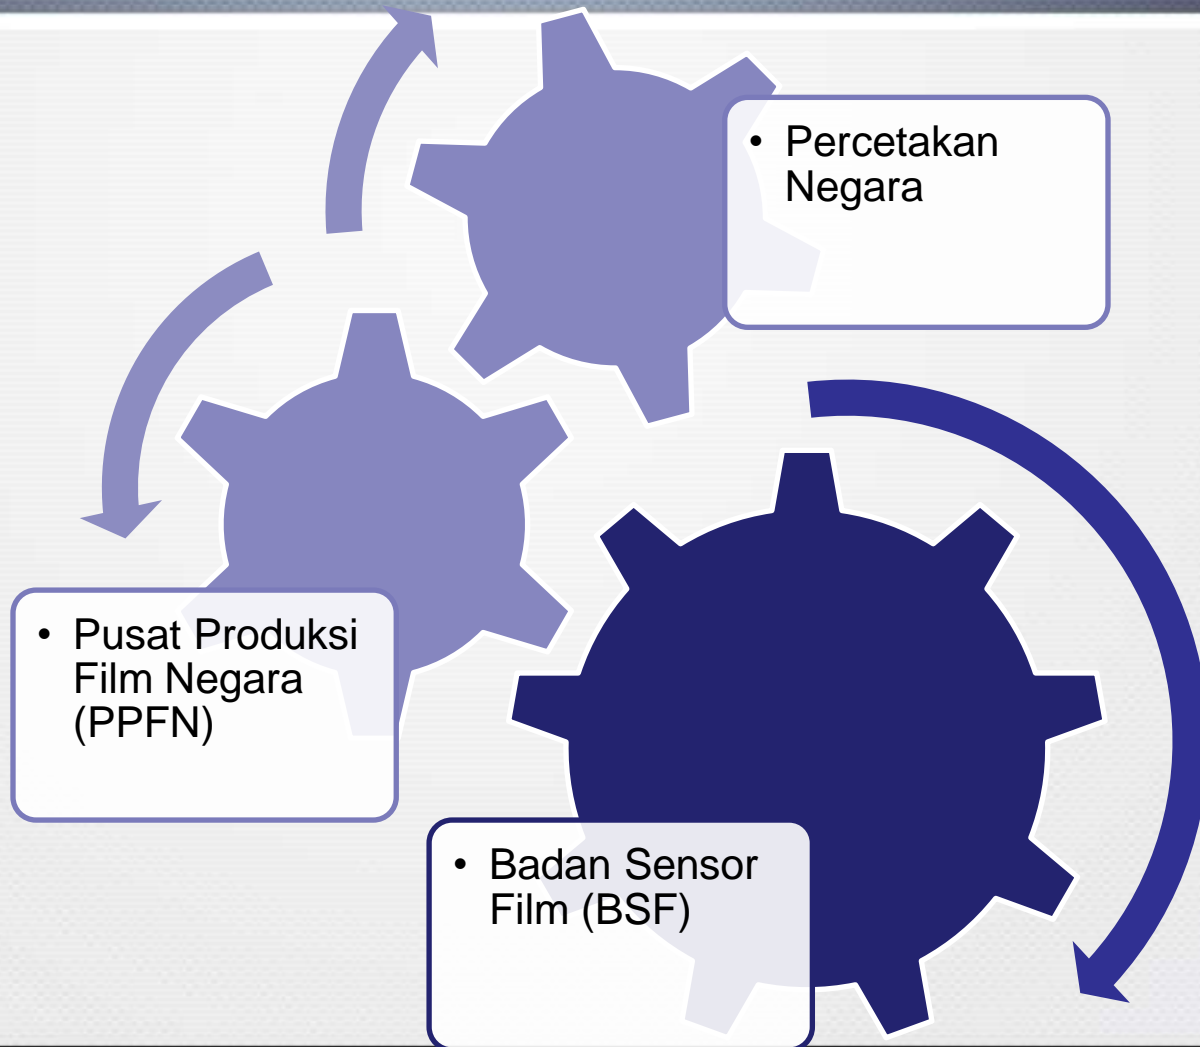 • Percetakan
Negara
• Pusat Produksi
Film Negara
(PPFN)
• Badan Sensor
Film (BSF)